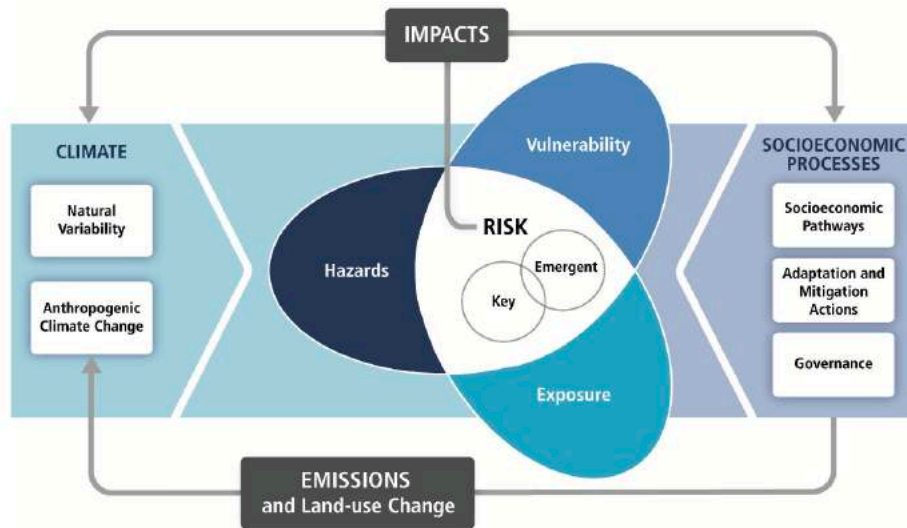 IMPACTS
CLIMATE
Natural
Variability
Anthropogenic
Climate Change
Vulnerability
Hazards
RISK
Emergent
Key
Exposure
SOCIOECONOMIC
PROCESSES
Socioeconomic
Pathways
Adaptation and
Mitigation
Actions
Governance
EMISSIONS
and Land-use Change